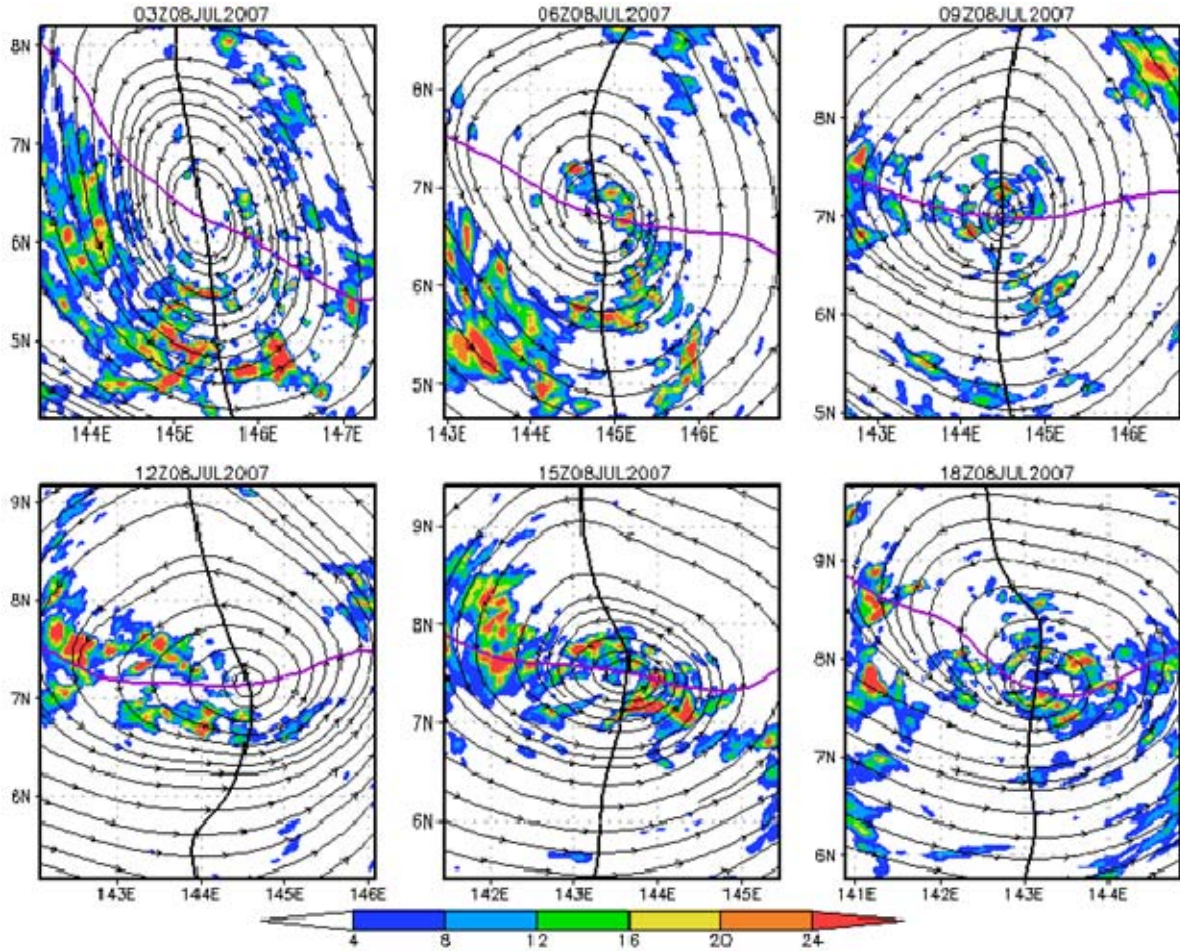 03Z08JUL2007
06Z08JUL2007
09Z08JUL2007
8N
7N
6N
5N
144E 145E 146E 147E
8N
7N
6N
5N
143E 144E 145E 146E
8N
7N
6N
5N
143E 144E 145E 146E
12Z08JUL2007
15Z08JUL2007
18Z08JUL2007
9N
8N
7N
6N
143E 144E 145E 146E
9N
8N
7N
6N
142E 143E 144E 145E
9N
8N
7N
6N
141E 142E 143E 144E
4 8 12 16 20 24